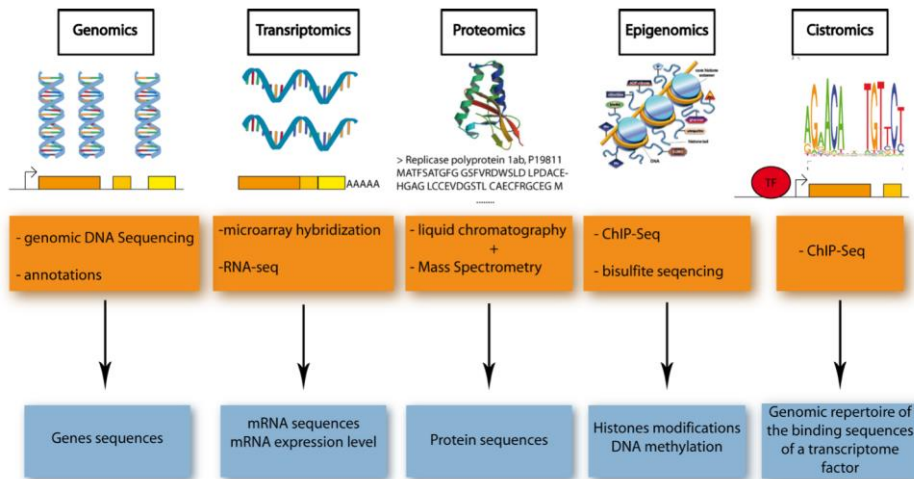 Genomics
Transriptomics
Proteomics
Epigenomics
Cistromics
AAAAA
> Replicase polyprotein 1ab, P19811
MATFSATGFG GSFVRDWSLD LPDACE-
HGAG LCCEVDGSTL CAECFRGCEG M
........
DNA
TF
- genomic DNA Sequencing
- annotations
-microarray hybridization
-RNA-seq
- liquid chromatography
+
- Mass Spectrometry
- ChIP-Seq
- bisulfite seqencing
- ChIP-Seq
Genes sequences
mRNA sequences
mRNA expression level
Protein sequences
Histones modifications
DNA methylation
Genomic repertoire of
the binding sequences
of a transcriptome
factor